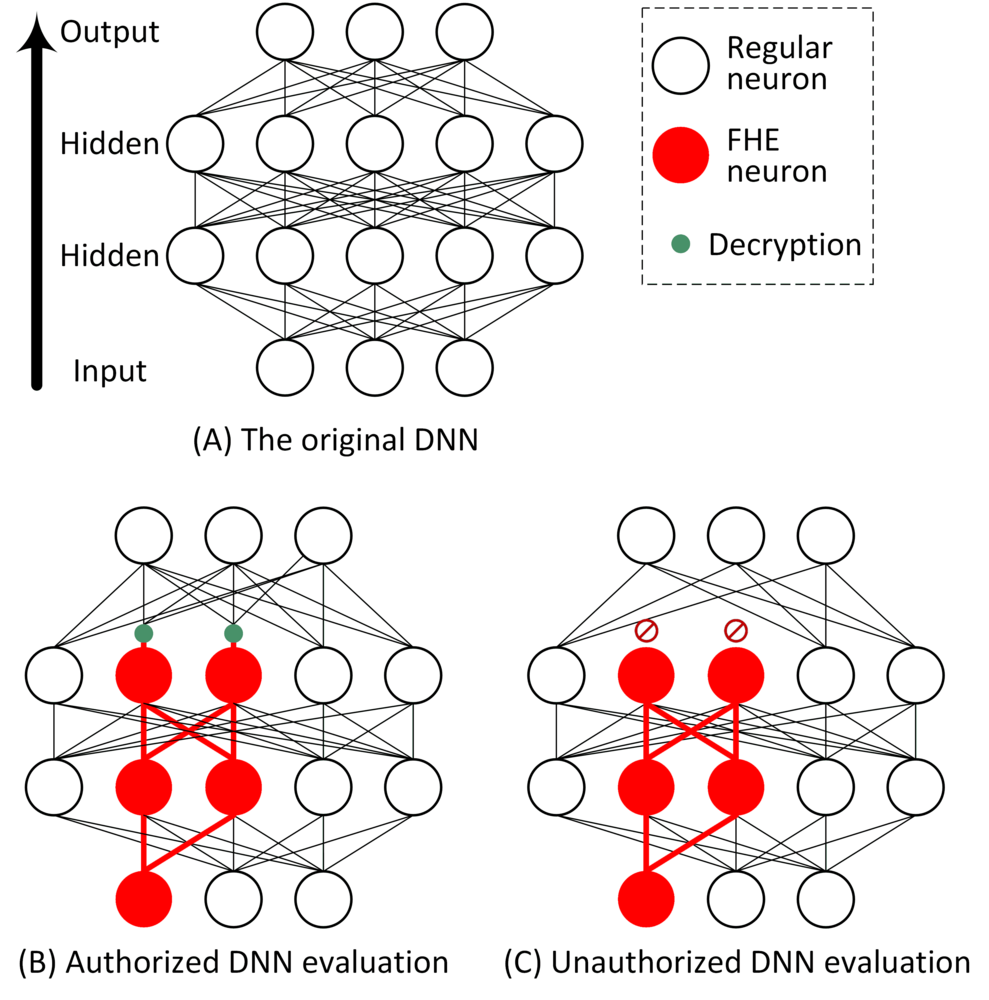 Output
Hidden
Hidden
Input
(A) The original DNN
Regular
neuron
FHE
neuron
Decryption
(B) Authorized DNN evaluation
(C) Unauthorized DNN evaluation